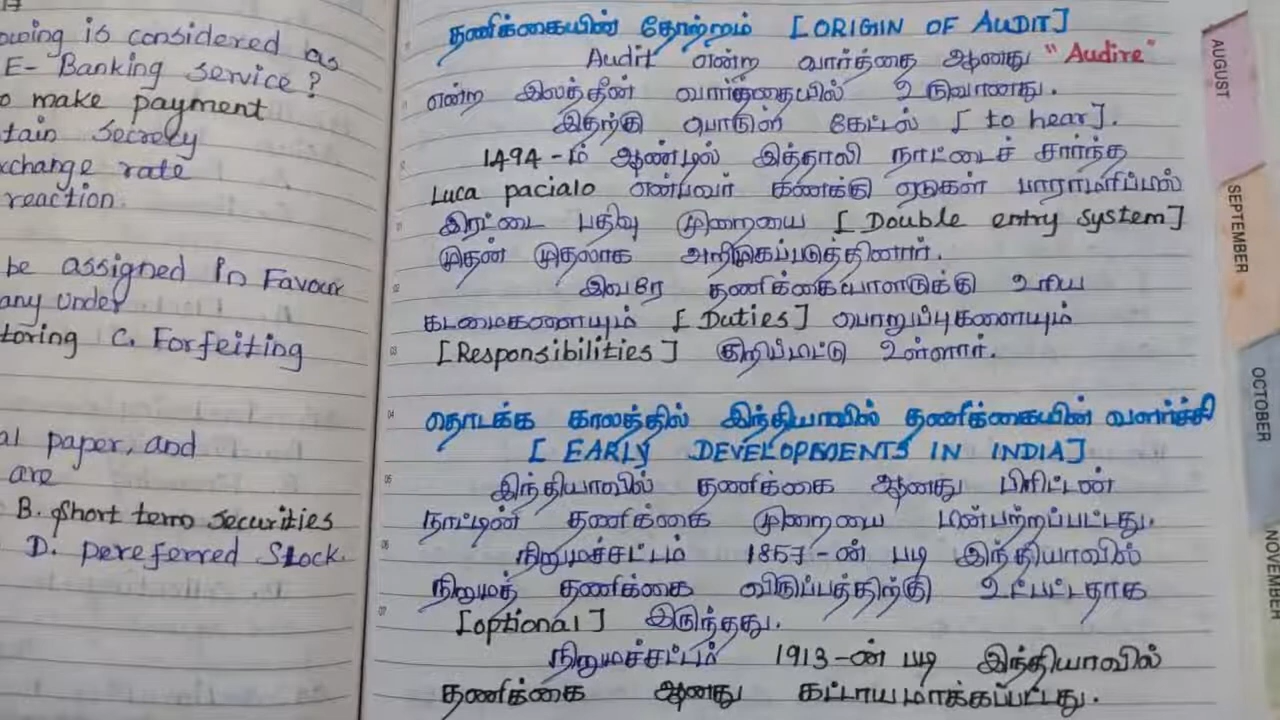 owing is considered as
E- Banking service?
o make payment
tain secrecy
xchange rate
reaction.
be assigned in Favour
any under
toring C. Forfeiting
al paper, and
are
B. Short term securities
D. pereferred Stock.
தணிக்கையின் தோற்றம் [ORIGIN OF AUDIT]
Audit என்ற வார்த்தை ஆனது "Audire"
என்ற இலத்தீன் வார்த்தையில் உருவானது.
இதற்கு பொருள் கேட்டல் [to hear].
1494-ம் ஆண்டில் இத்தாலி நாட்டைச் சார்ந்த
Luca pacialo என்பவர் கணக்கு ஏடுகள் பாராமரிப்பில்
இரட்டை பதிவு முறையை [Double entry system]
முதன் முதலாக அறிமுகப்படுத்தினார்.
இவரே தணிக்கையாளருக்கு உரிய
கடமைகளையும் [Duties] பொறுப்புகளையும்
[Responsibilities] குறிப்பிட்டு உள்ளார்.
தொடக்க காலத்தில் இந்தியாவில் தணிக்கையின் வளர்ச்சி
[EARLY DEVELOPMENTS IN INDIA]
இந்தியாவில் தணிக்கை ஆனது பிரிட்டன்
நாட்டின் தணிக்கை முறையை பின்பற்றப்பட்டது.
நிறுமச்சட்டம் 1857-ன் படி இந்தியாவில்
நிறுமத் தணிக்கை விருப்பத்திற்கு உட்பட்டதாக
[optional] இருந்தது.
நிறுமச்சட்டம் 1913-ன் படி இந்தியாவில்
தணிக்கை ஆனது கட்டாயமாக்கப்பட்டது.
AUGUST
SEPTEMBER
OCTOBER
NOVEMBER